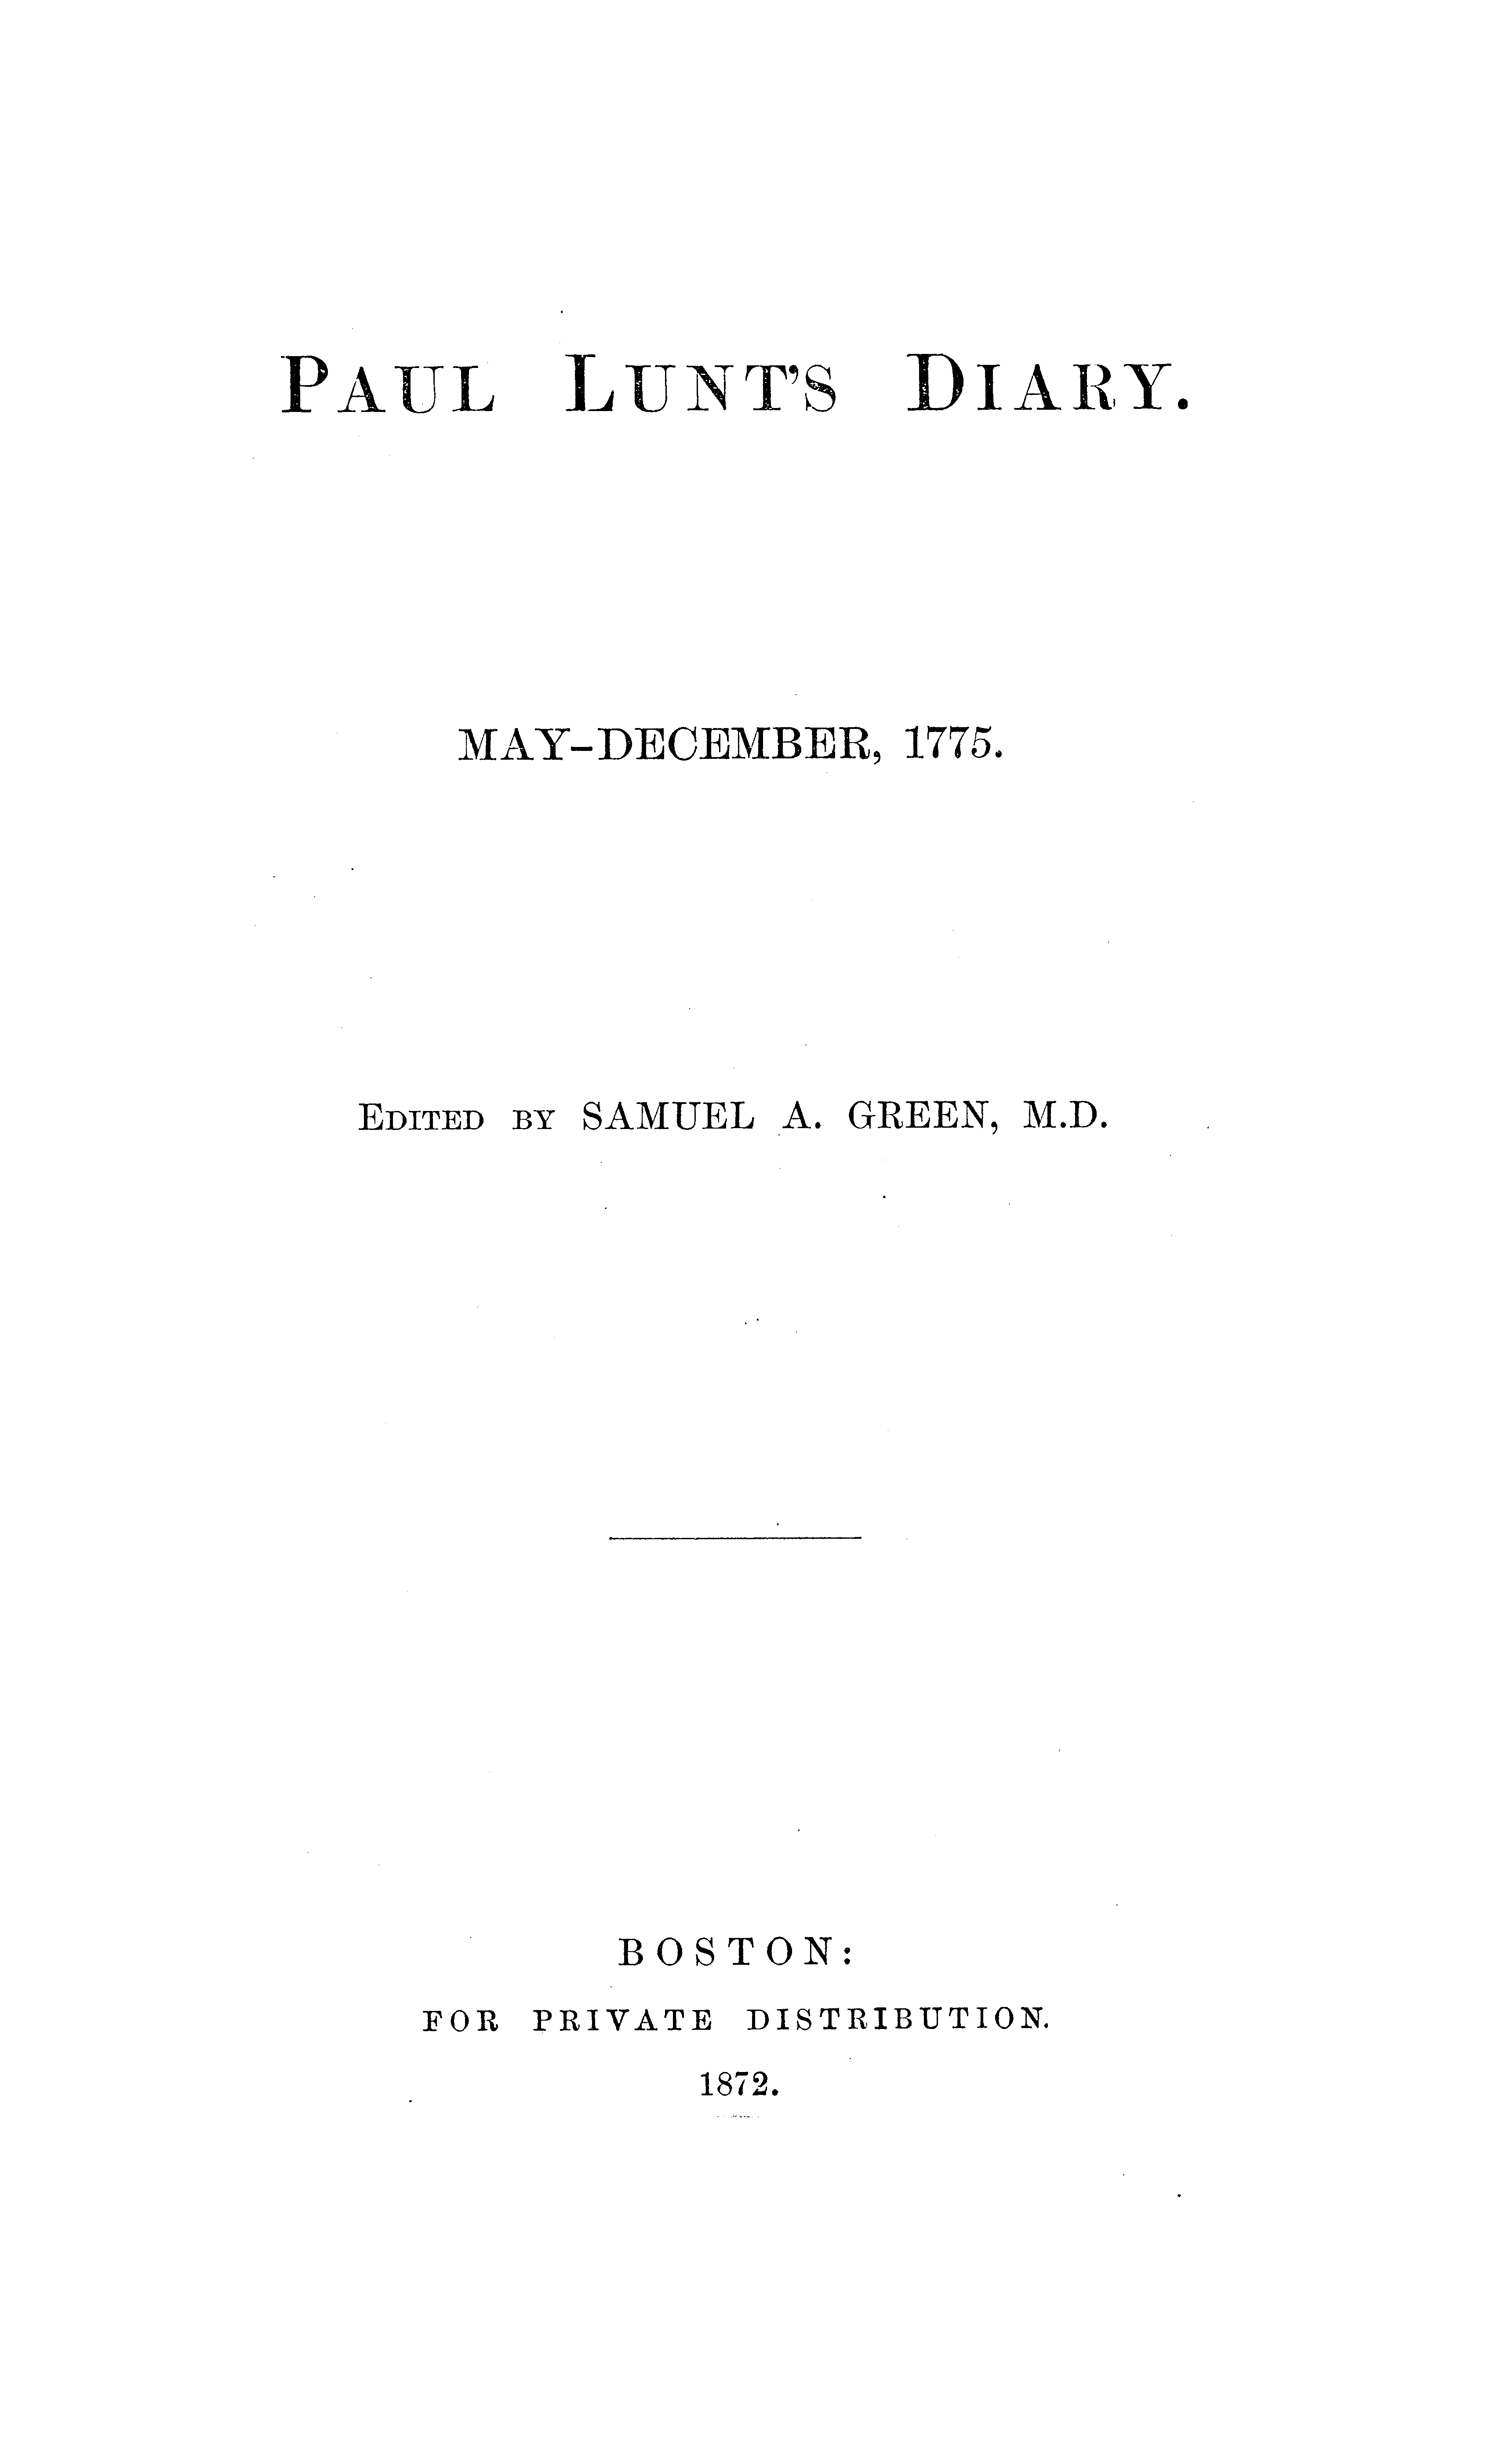 PAUL LUNT'S DIARY.
MAY-DECEMBER, 1775.
EDITED BY SAMUEL A. GREEN, M.D.
BOSTON:
FOR PRIVATE DISTRIBUTION.
1872.